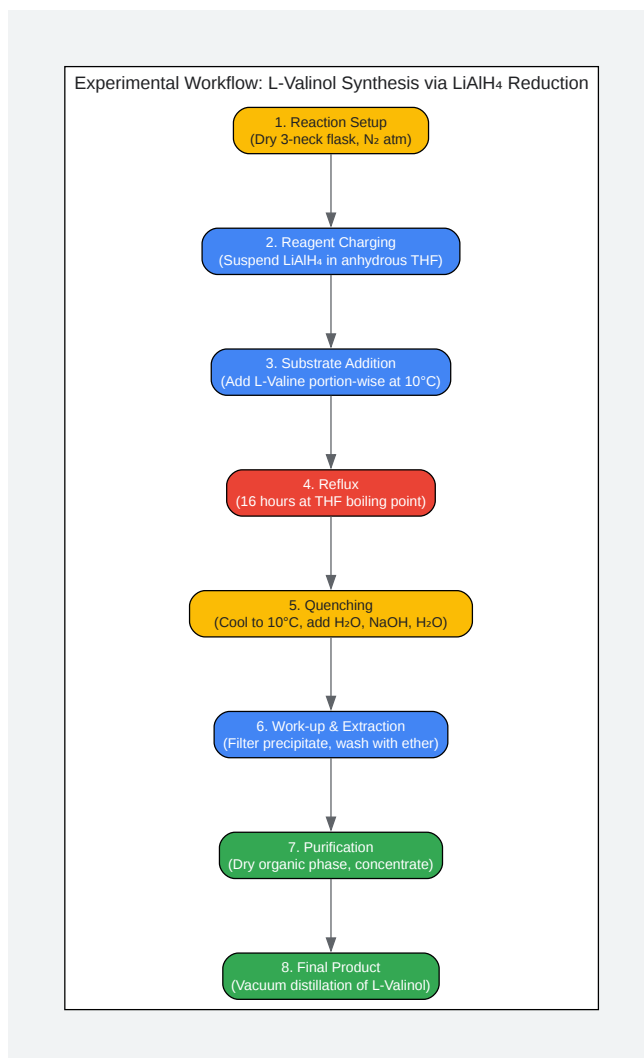 Experimental Workflow: L-Valinol Synthesis via LiAlH₄ Reduction
1. Reaction Setup
(Dry 3-neck flask, N₂ atm)
2. Reagent Charging
(Suspend LiAlH₄ in anhydrous THF)
3. Substrate Addition
(Add L-Valine portion-wise at 10°C)
4. Reflux
(16 hours at THF boiling point)
5. Quenching
(Cool to 10°C, add H₂O, NaOH, H₂O)
6. Work-up & Extraction
(Filter precipitate, wash with ether)
7. Purification
(Dry organic phase, concentrate)
8. Final Product
(Vacuum distillation of L-Valinol)